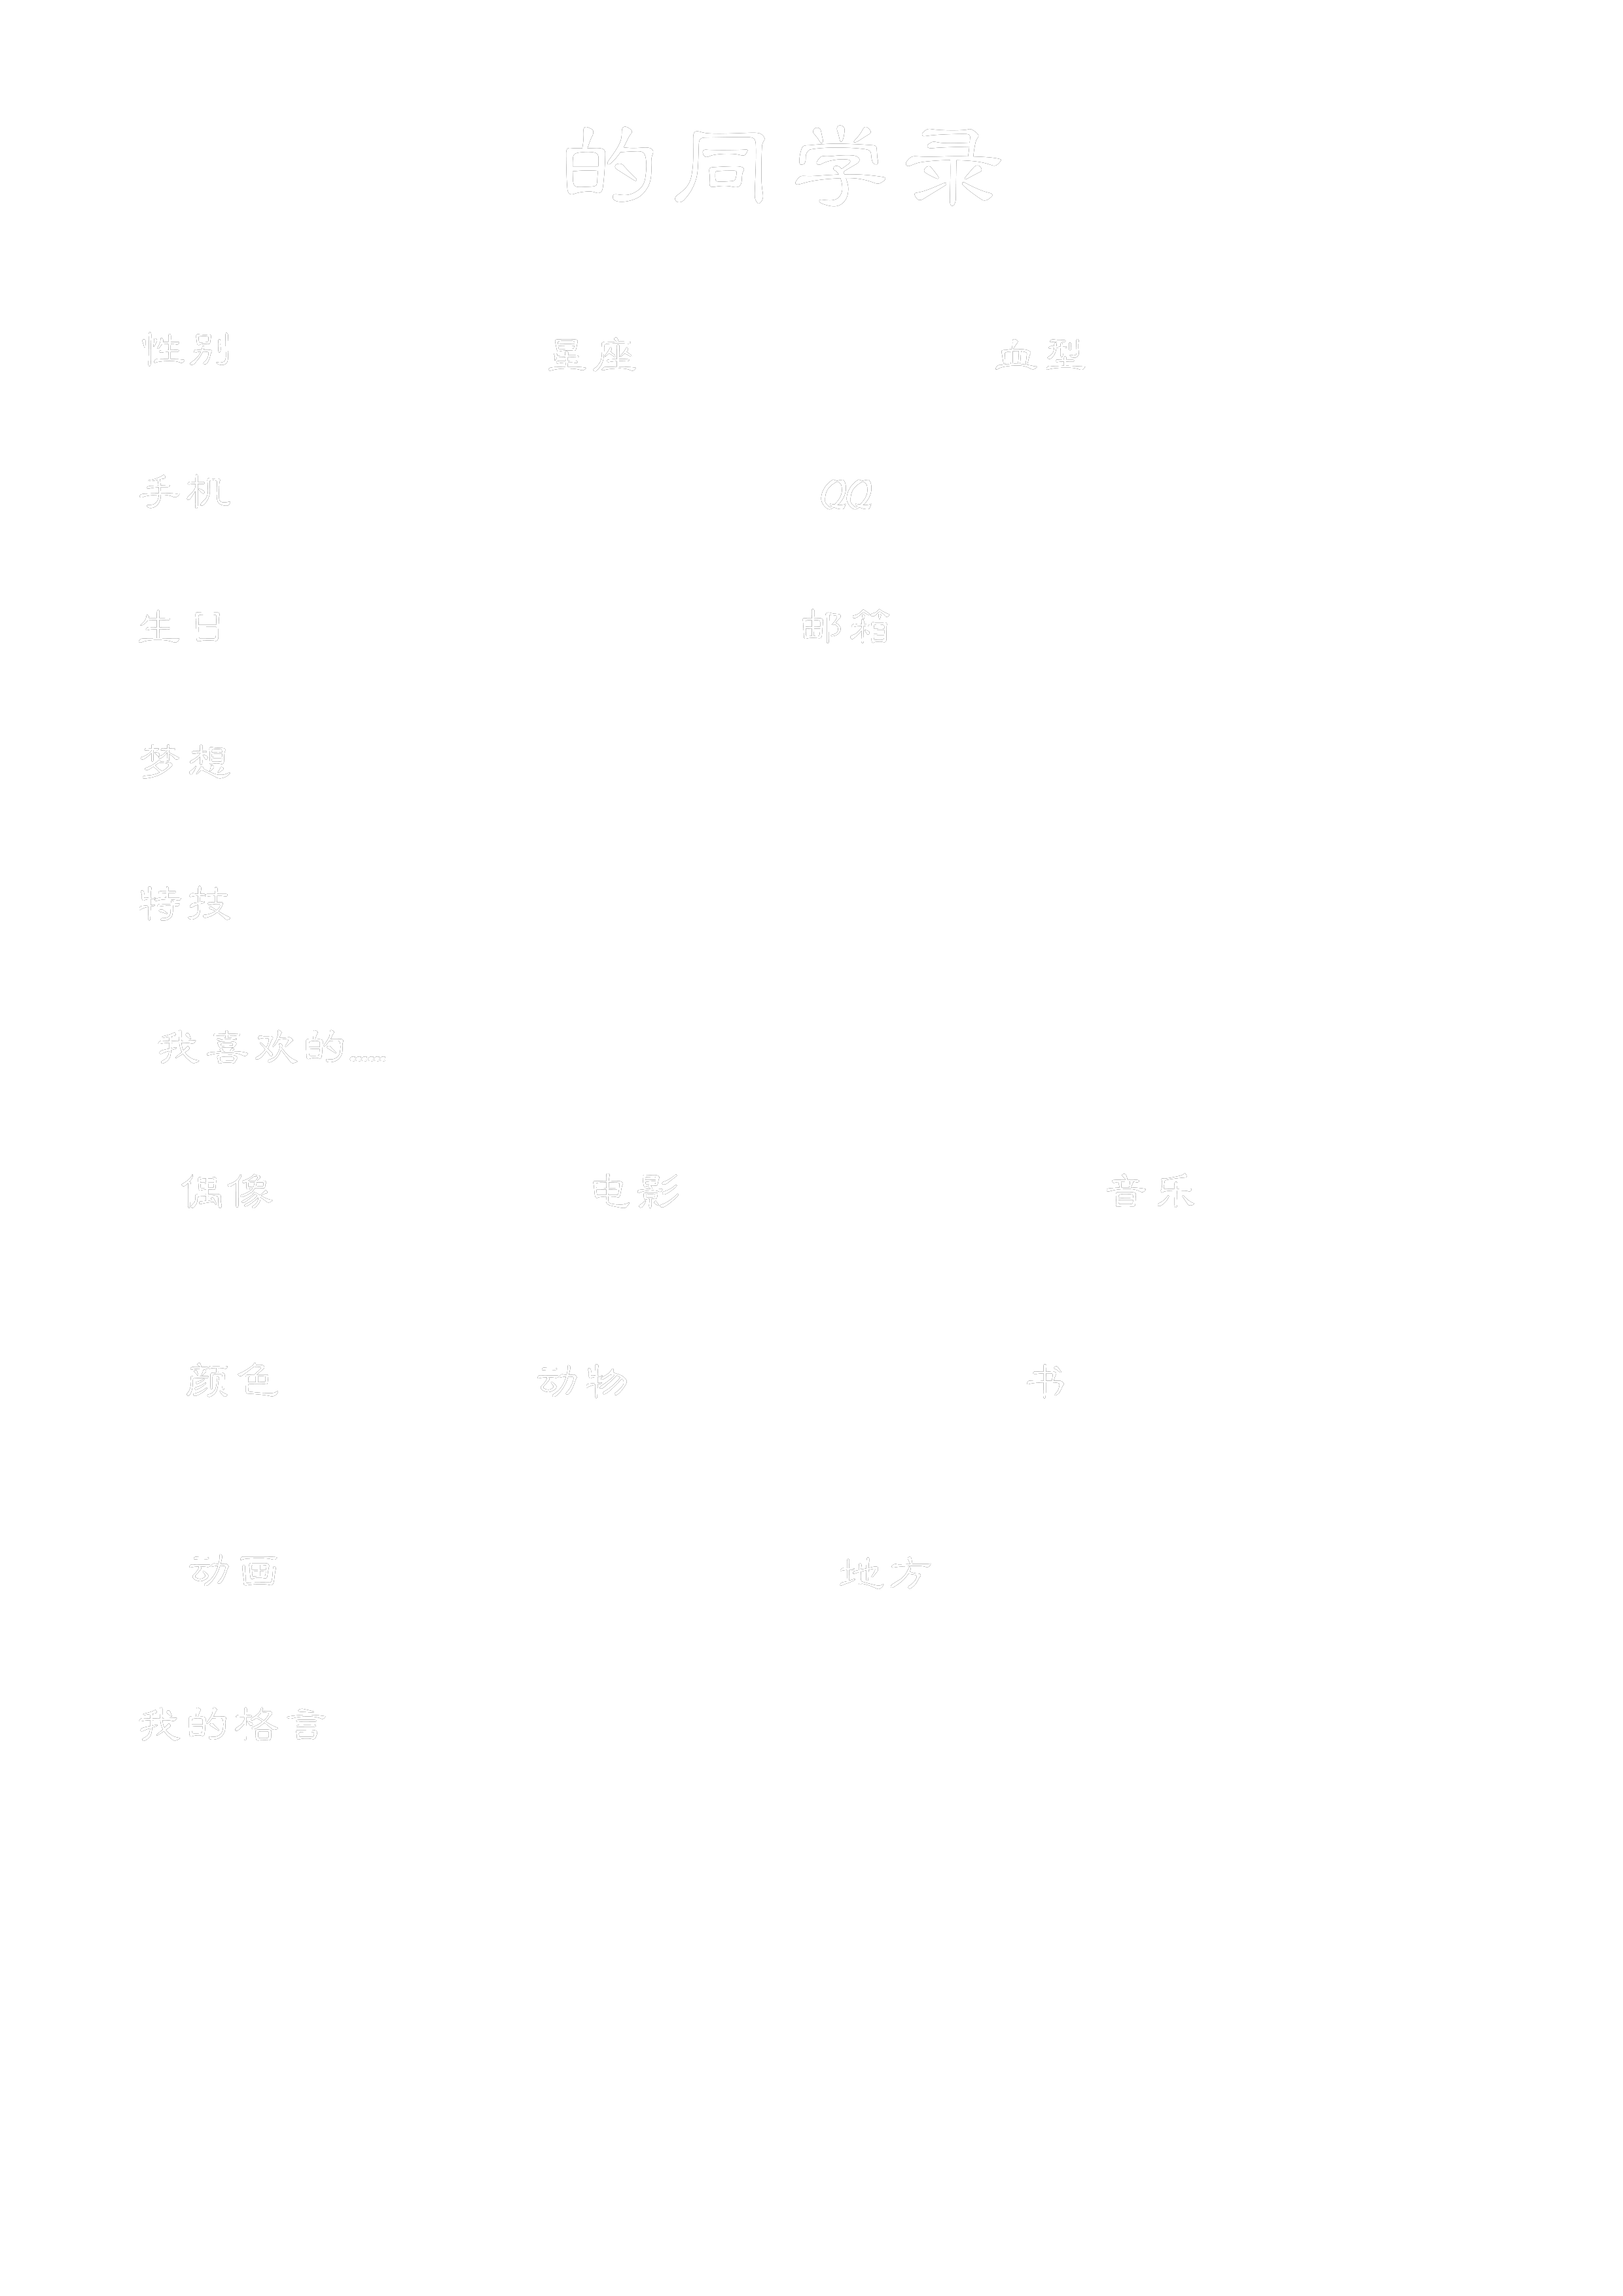 的同学录
性别 星座 血型
手机 QQ
生日 邮箱
梦想
特技
我喜欢的……
偶像 电影 音乐
颜色 动物 书
动画 地方
我的格言